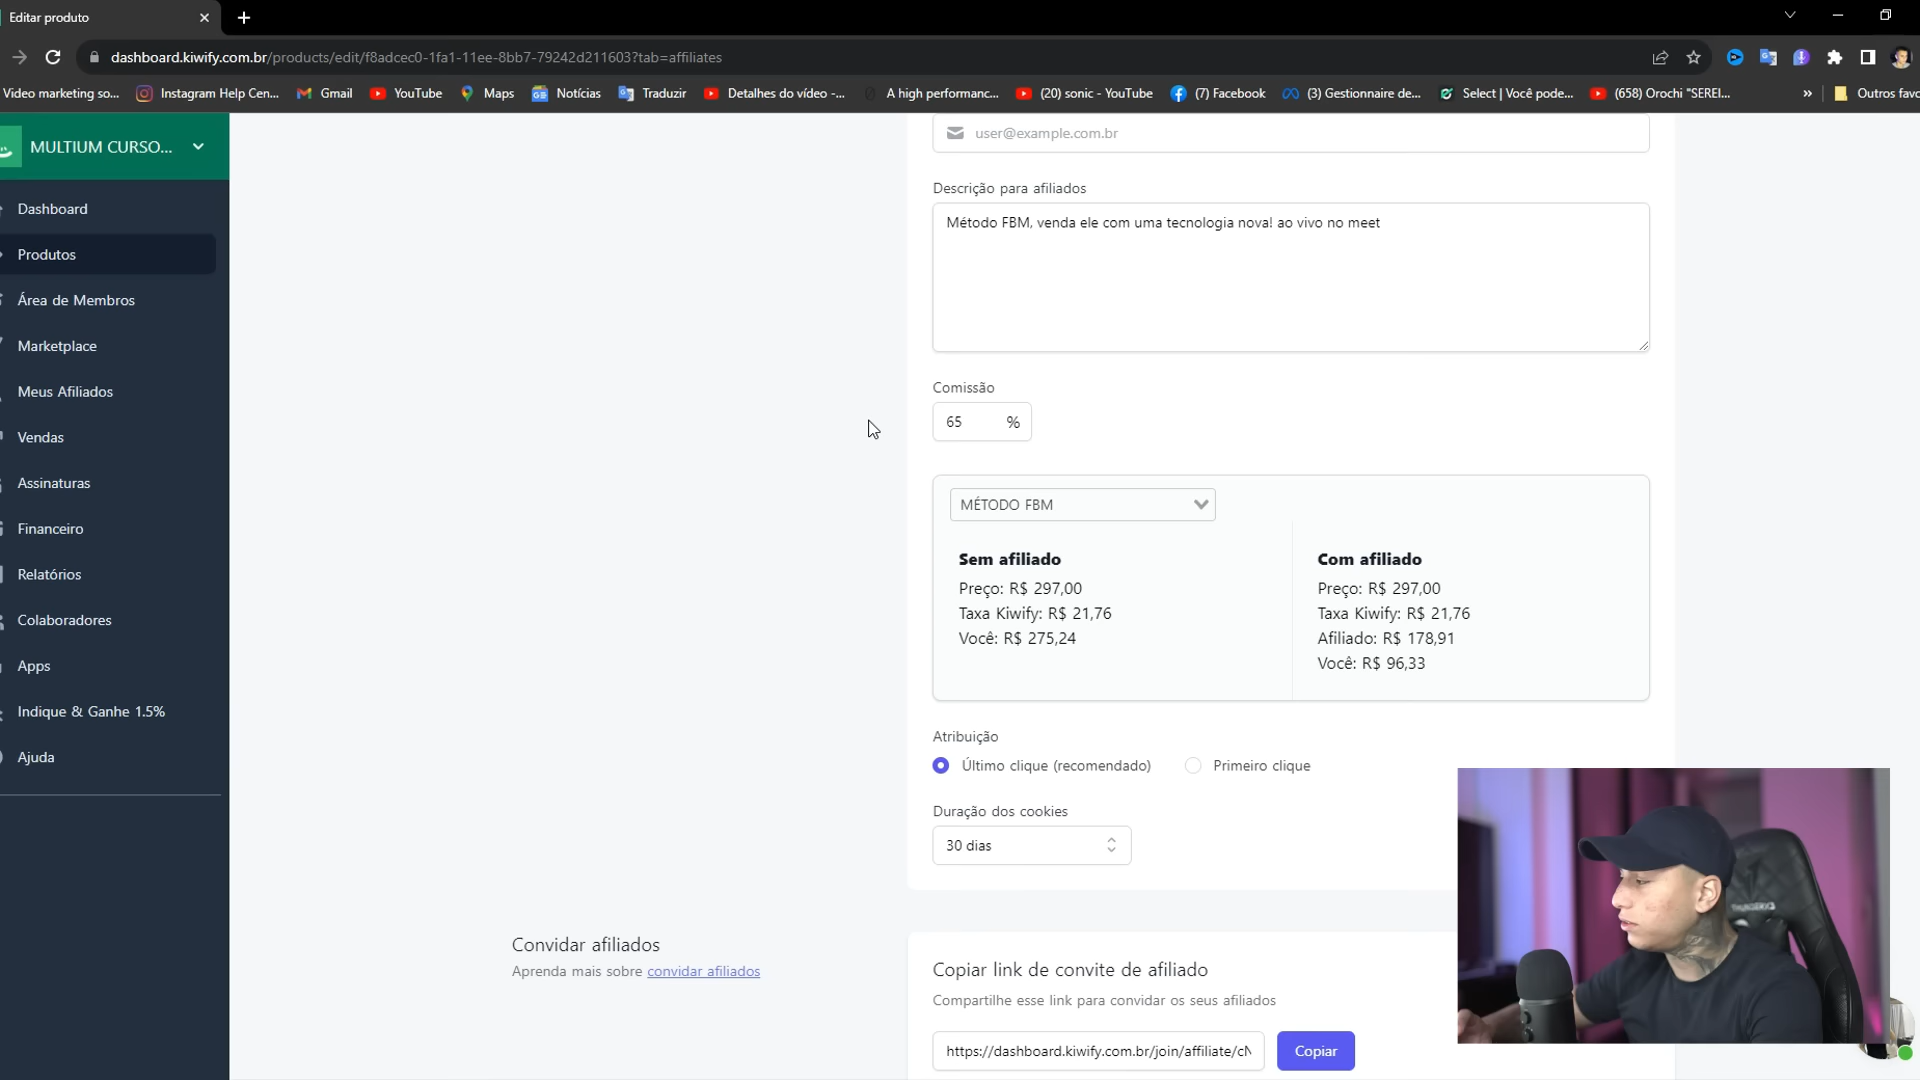 Editar produto
dashboard.kiwify.com.br/products/edit/f8adcec0-1fa1-11ee-8bb7-79242d211603?tab=affiliates
Video marketing so...
Instagram Help Cen...
Gmail
YouTube
Maps
Notícias
Traduzir
Detalhes do vídeo -...
A high performanc...
(20) sonic - YouTube
(7) Facebook
(3) Gestionnaire de...
Select | Você pode...
(658) Orochi "SEREI...
»
Outros favo
MULTIUM CURSO...
Dashboard
Produtos
Área de Membros
Marketplace
Meus Afiliados
Vendas
Assinaturas
Financeiro
Relatórios
Colaboradores
Apps
Indique & Ganhe 1.5%
Ajuda
user@example.com.br
Descrição para afiliados
Método FBM, venda ele com uma tecnologia nova! ao vivo no meet
Comissão
65 %
MÉTODO FBM
Sem afiliado
Preço: R$ 297,00
Taxa Kiwify: R$ 21,76
Você: R$ 275,24
Com afiliado
Preço: R$ 297,00
Taxa Kiwify: R$ 21,76
Afiliado: R$ 178,91
Você: R$ 96,33
Atribuição
Último clique (recomendado)
Primeiro clique
Duração dos cookies
30 dias
Convidar afiliados
Aprenda mais sobre convidar afiliados
Copiar link de convite de afiliado
Compartilhe esse link para convidar os seus afiliados
https://dashboard.kiwify.com.br/join/affiliate/cN
Copiar